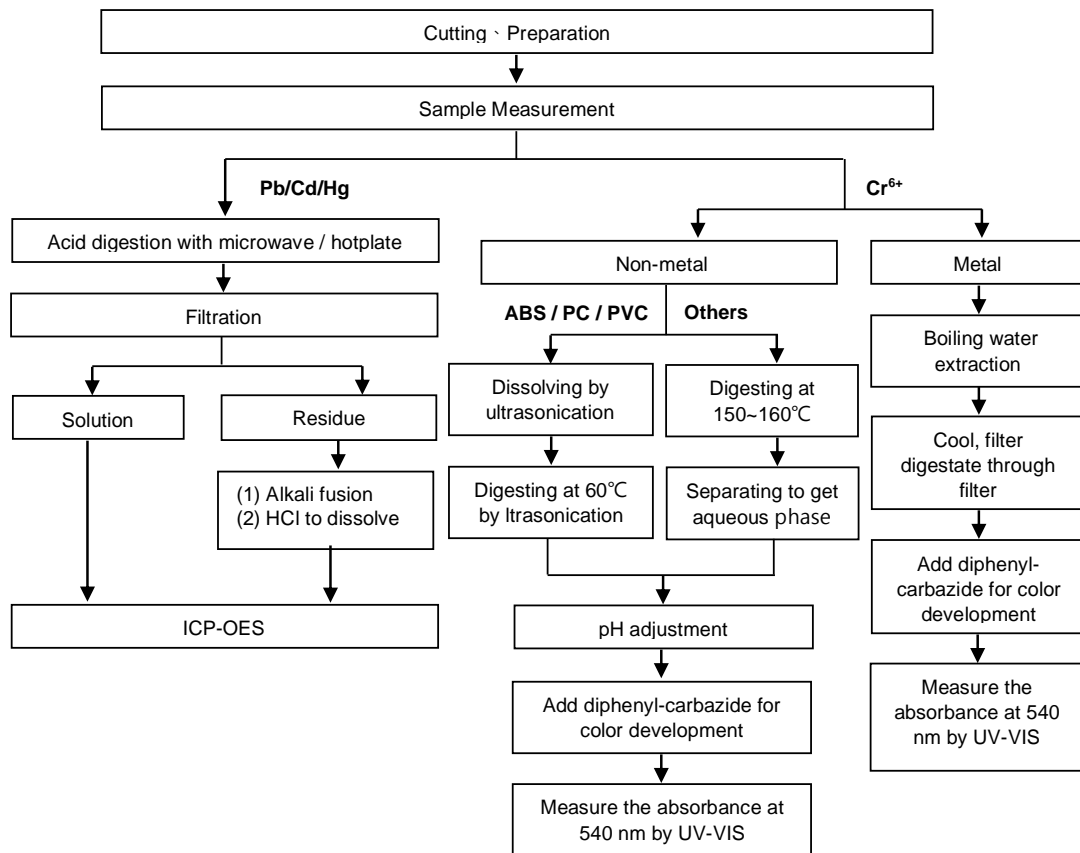 Cutting、Preparation
Sample Measurement
Pb/Cd/Hg
Cr⁶⁺
Acid digestion with microwave / hotplate
Filtration
Solution
Residue
(1) Alkali fusion
(2) HCl to dissolve
ICP-OES
Non-metal
ABS / PC / PVC
Others
Dissolving by
ultrasonication
Digesting at 60℃
by ltrasonication
Digesting at
150~160℃
Separating to get
aqueous phase
pH adjustment
Add diphenyl-carbazide for
color development
Measure the absorbance at
540 nm by UV-VIS
Metal
Boiling water
extraction
Cool, filter
digestate through
filter
Add diphenyl-
carbazide for color
development
Measure the
absorbance at 540
nm by UV-VIS